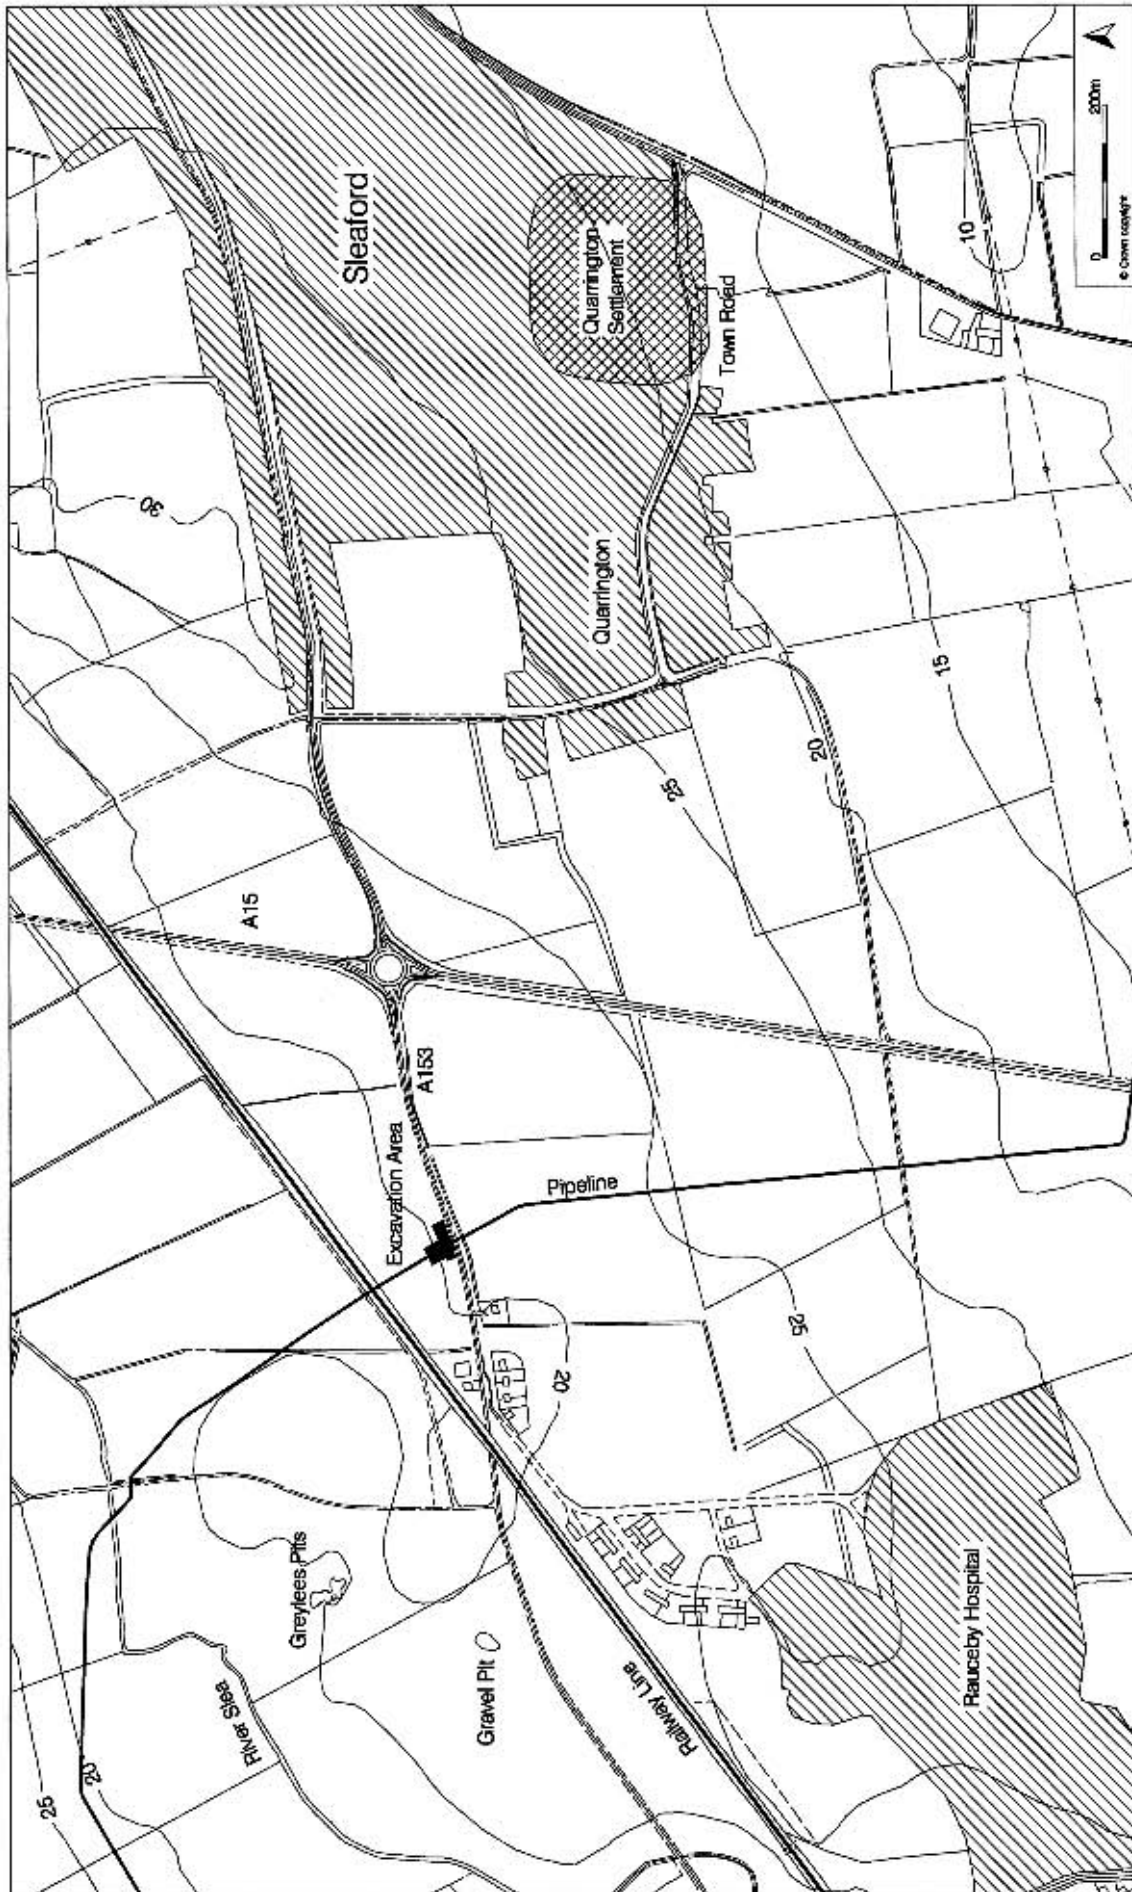 Sleaford
Quarrington
Settlement
Town Road
Quarrington
30
10
15
20
25
A15
A153
Excavation Area
Pipeline
25
20
Greylees Pits
Gravel Pit
River Slea
Railway Line
Rauceby Hospital
25
20
0 200m
© Crown copyright